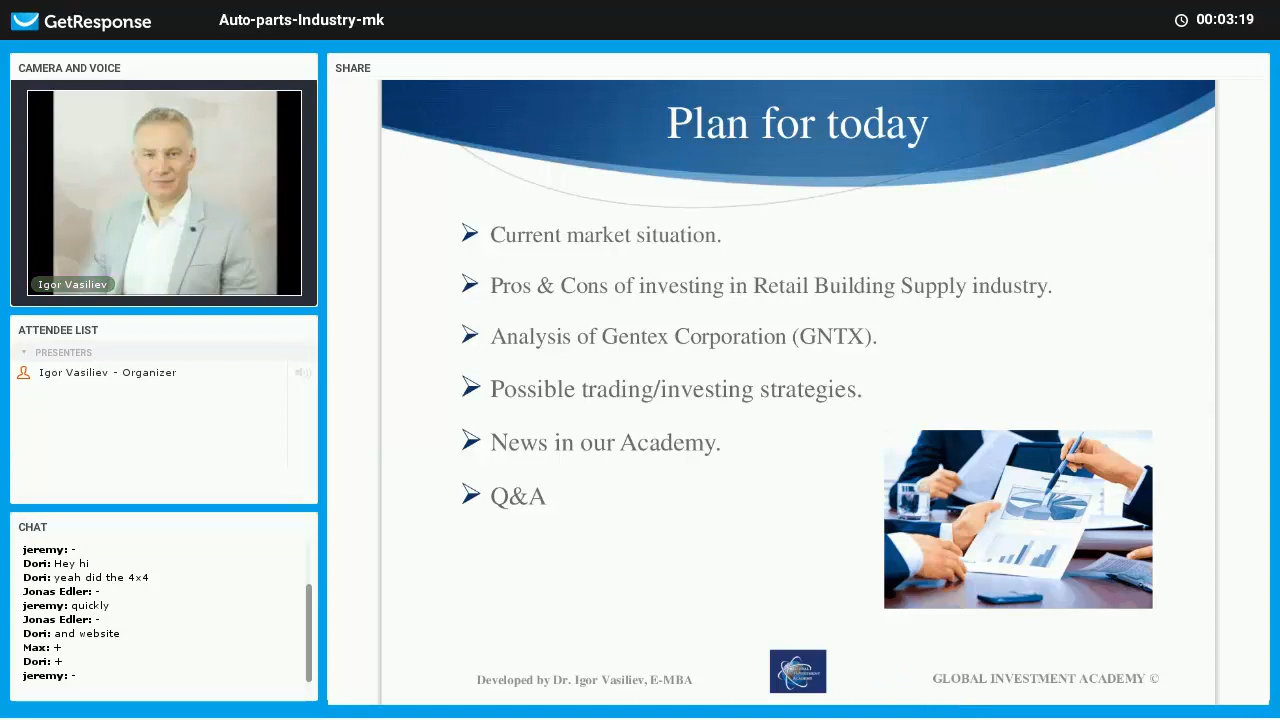 GetResponse
Auto-parts-Industry-mk
00:03:19
CAMERA AND VOICE
Igor Vasiliev
ATTENDEE LIST
PRESENTERS
Igor Vasiliev - Organizer
CHAT
jeremy: -
Dori: Hey hi
Dori: yeah did the 4x4
Jonas Edler: -
jeremy: quickly
Jonas Edler: -
Dori: and website
Max: +
Dori: +
jeremy: -
SHARE
Plan for today
Current market situation.
Pros & Cons of investing in Retail Building Supply industry.
Analysis of Gentex Corporation (GNTX).
Possible trading/investing strategies.
News in our Academy.
Q&A
Developed by Dr. Igor Vasiliev, E-MBA
GLOBAL INVESTMENT ACADEMY ©